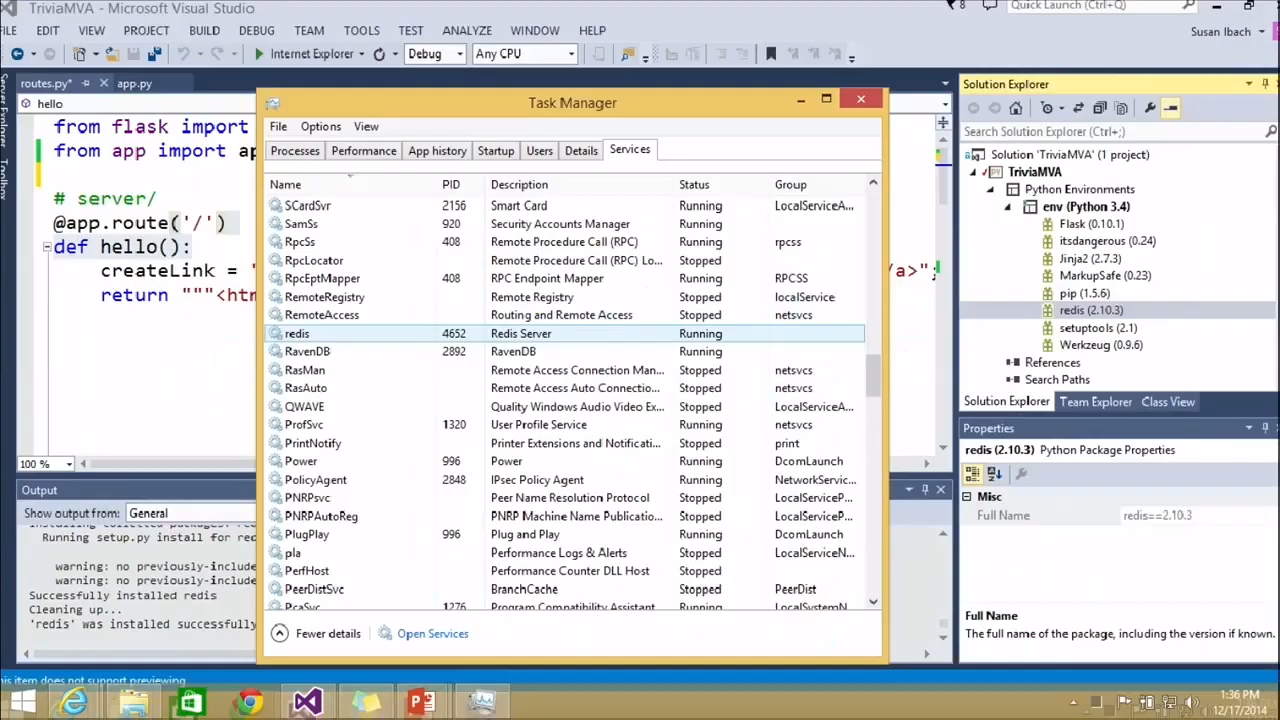 TriviaMVA - Microsoft Visual Studio
8
Quick Launch (Ctrl+Q)
FILE EDIT VIEW PROJECT BUILD DEBUG TEAM TOOLS TEST ANALYZE WINDOW HELP
Susan Ibach
Internet Explorer Debug Any CPU
Server Explorer
Toolbox
routes.py* app.py
hello
from flask import
from app import ap
# server/
@app.route('/')
def hello():
createLink = "
/a>";
return """<htm
100 %
Output
Show output from: General
Installing collected packages: red
Running setup.py install for red
warning: no previously-include
warning: no previously-include
Successfully installed redis
Cleaning up...
'redis' was installed successfully
Task Manager
File Options View
Processes Performance App history Startup Users Details Services
Name PID Description Status Group
SCardSvr 2156 Smart Card Running LocalServiceA...
SamSs 920 Security Accounts Manager Running
RpcSs 408 Remote Procedure Call (RPC) Running rpcss
RpcLocator Remote Procedure Call (RPC) Lo... Stopped
RpcEptMapper 408 RPC Endpoint Mapper Running RPCSS
RemoteRegistry Remote Registry Stopped localService
RemoteAccess Routing and Remote Access Stopped netsvcs
redis 4652 Redis Server Running
RavenDB 2892 RavenDB Running
RasMan Remote Access Connection Man... Stopped netsvcs
RasAuto Remote Access Auto Connectio... Stopped netsvcs
QWAVE Quality Windows Audio Video Ex... Stopped LocalServiceA...
ProfSvc 1320 User Profile Service Running netsvcs
PrintNotify Printer Extensions and Notificati... Stopped print
Power 996 Power Running DcomLaunch
PolicyAgent 2848 IPsec Policy Agent Running NetworkServic...
PNRPsvc Peer Name Resolution Protocol Stopped LocalServiceP...
PNRPAutoReg PNRP Machine Name Publicatio... Stopped LocalServiceP...
PlugPlay 996 Plug and Play Running DcomLaunch
pla Performance Logs & Alerts Stopped LocalServiceN...
PerfHost Performance Counter DLL Host Stopped
PeerDistSvc BranchCache Stopped PeerDist
PcaSvc 1276 Program Compatibility Assistant Running LocalSystemN
Fewer details Open Services
Solution Explorer
Search Solution Explorer (Ctrl+;)
Solution 'TriviaMVA' (1 project)
TriviaMVA
Python Environments
env (Python 3.4)
Flask (0.10.1)
itsdangerous (0.24)
Jinja2 (2.7.3)
MarkupSafe (0.23)
pip (1.5.6)
redis (2.10.3)
setuptools (2.1)
Werkzeug (0.9.6)
References
Search Paths
Solution Explorer Team Explorer Class View
Properties
redis (2.10.3) Python Package Properties
Misc
Full Name redis==2.10.3
Full Name
The full name of the package, including the version if known.
his item does not support previewing
1:36 PM
12/17/2014